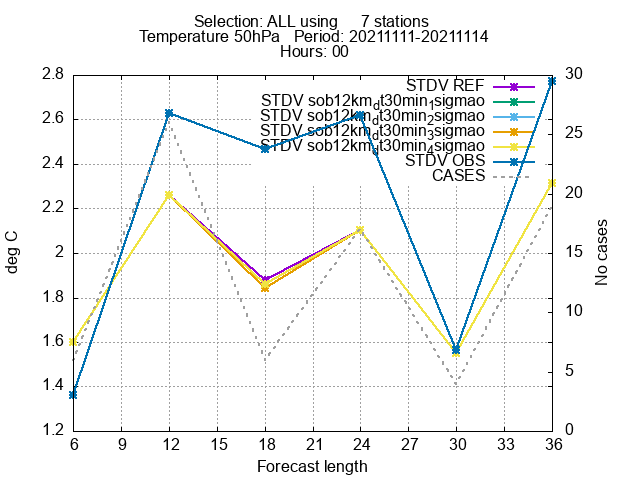 Selection: ALL using 7 stations
Temperature 50hPa Period: 20211111-20211114
Hours: 00
STDV REF
STDV sob12km_dt30min_1sigmao
STDV sob12km_dt30min_2sigmao
STDV sob12km_dt30min_3sigmao
STDV sob12km_dt30min_4sigmao
STDV OBS
CASES
2.8
2.6
2.4
2.2
2
1.8
1.6
1.4
1.2
deg C
30
25
20
15
10
5
0
No cases
6 9 12 15 18 21 24 27 30 33 36
Forecast length